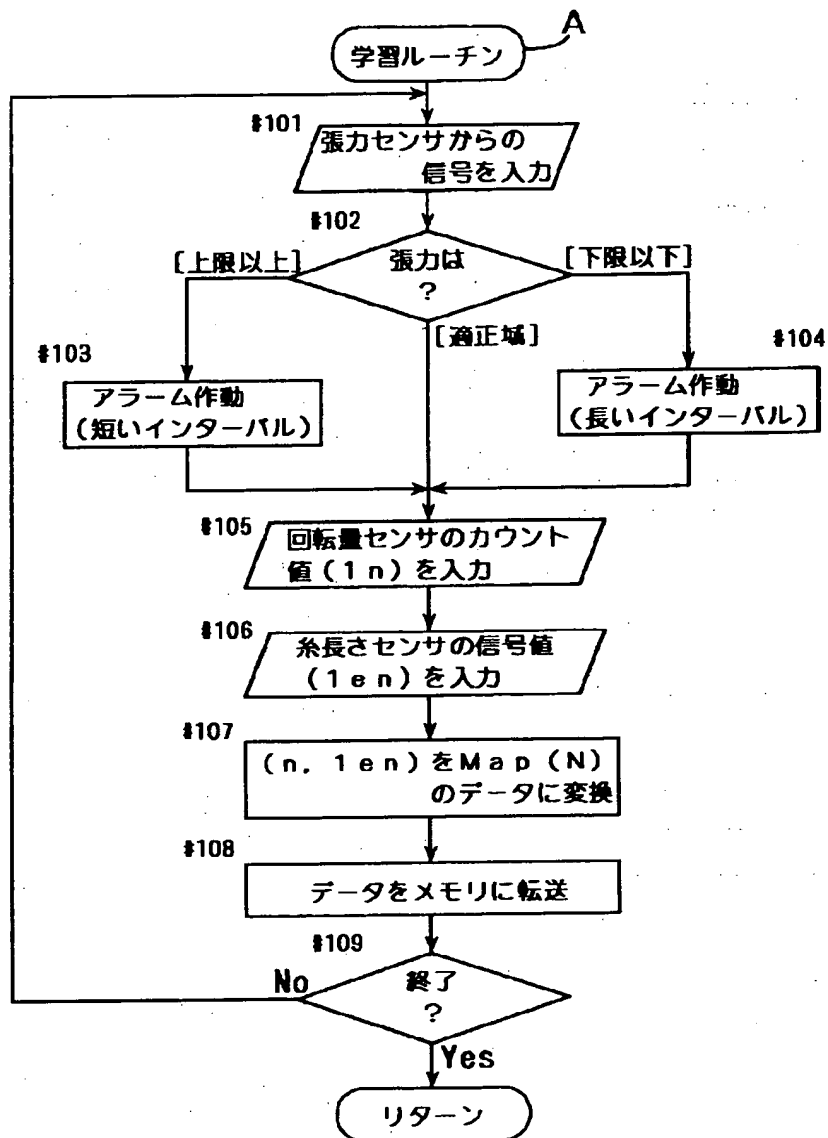 学習ルーチン
A
#101
張力センサからの
信号を入力
#102
[上限以上]
張力は
?
[下限以下]
[適正域]
#103
アラーム作動
(短いインターバル)
#104
アラーム作動
(長いインターバル)
#105
回転量センサのカウント
値(1n)を入力
#106
糸長さセンサの信号値
(1en)を入力
#107
(n, 1en)をMap(N)
のデータに変換
#108
データをメモリに転送
#109
終了
?
No
Yes
リターン